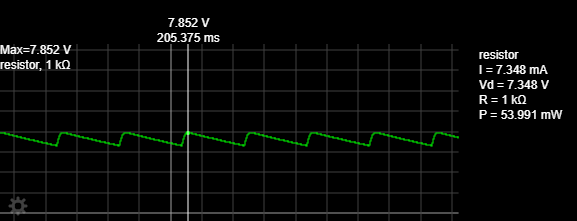 7.852 V
205.375 ms
Max=7.852 V
resistor, 1 kΩ
resistor
I = 7.348 mA
Vd = 7.348 V
R = 1 kΩ
P = 53.991 mW